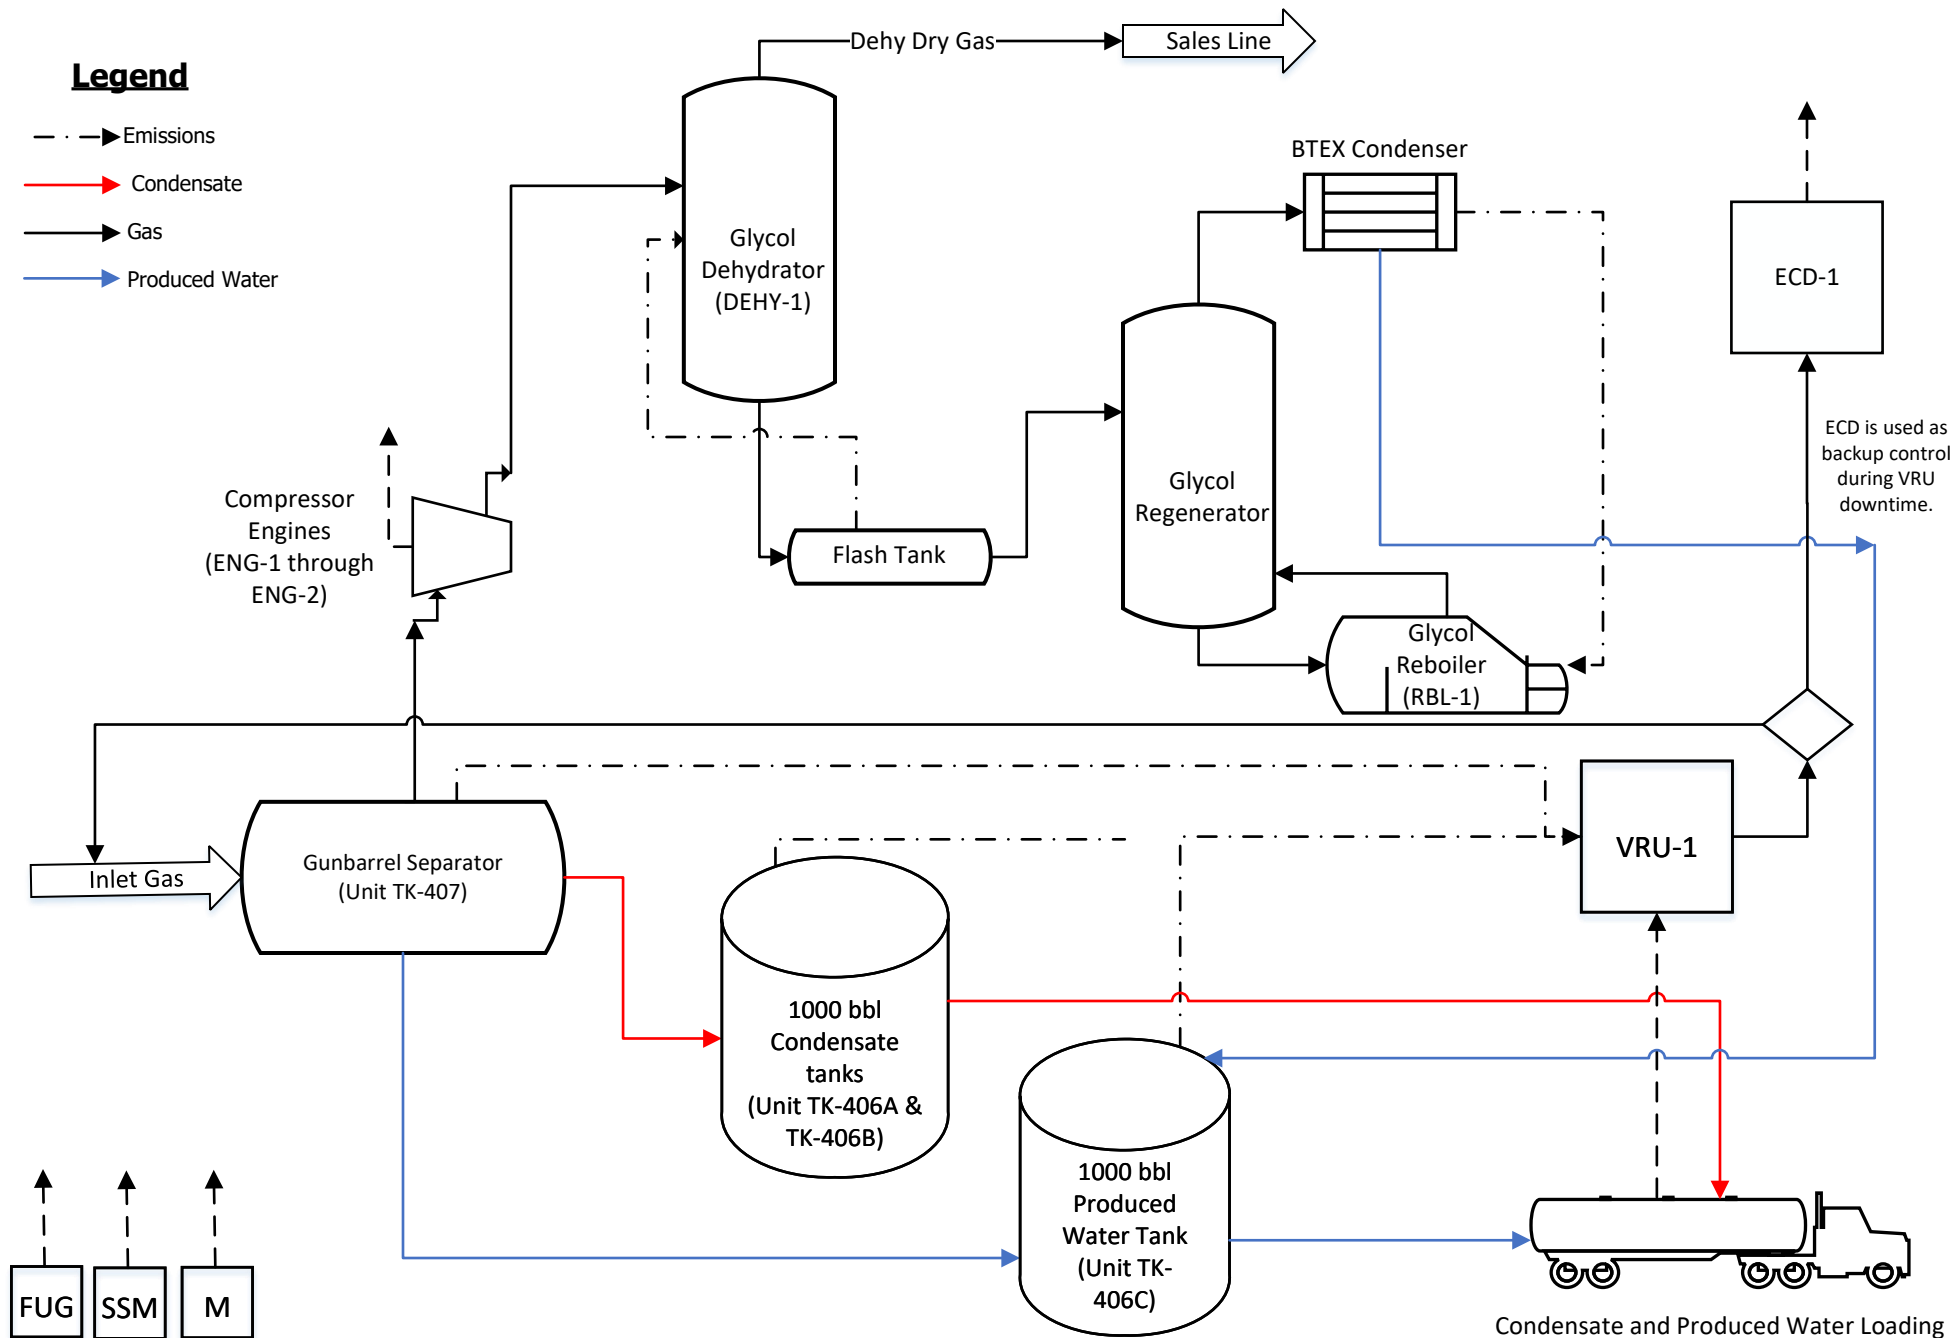 Legend
Emissions
Condensate
Gas
Produced Water
Dehy Dry Gas
Sales Line
BTEX Condenser
Glycol
Dehydrator
(DEHY-1)
ECD-1
ECD is used as
backup control
during VRU
downtime.
Compressor
Engines
(ENG-1 through
ENG-2)
Flash Tank
Glycol
Regenerator
Glycol
Reboiler
(RBL-1)
Inlet Gas
Gunbarrel Separator
(Unit TK-407)
VRU-1
1000 bbl
Condensate
tanks
(Unit TK-406A &
TK-406B)
1000 bbl
Produced
Water Tank
(Unit TK-
406C)
FUG
SSM
M
Condensate and Produced Water Loading